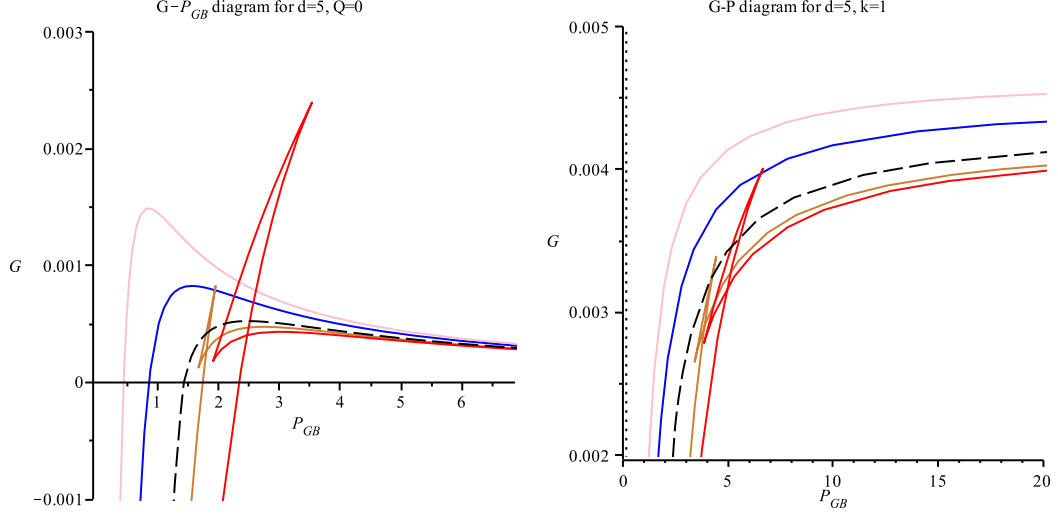 G−P_GB diagram for d=5, Q=0
0.003
0.002
0.001
G
0
1 2 3 4 5 6
P_GB
−0.001
G-P diagram for d=5, k=1
0.005
0.004
G
0.003
0.002
0 5 10 15 20
P_GB